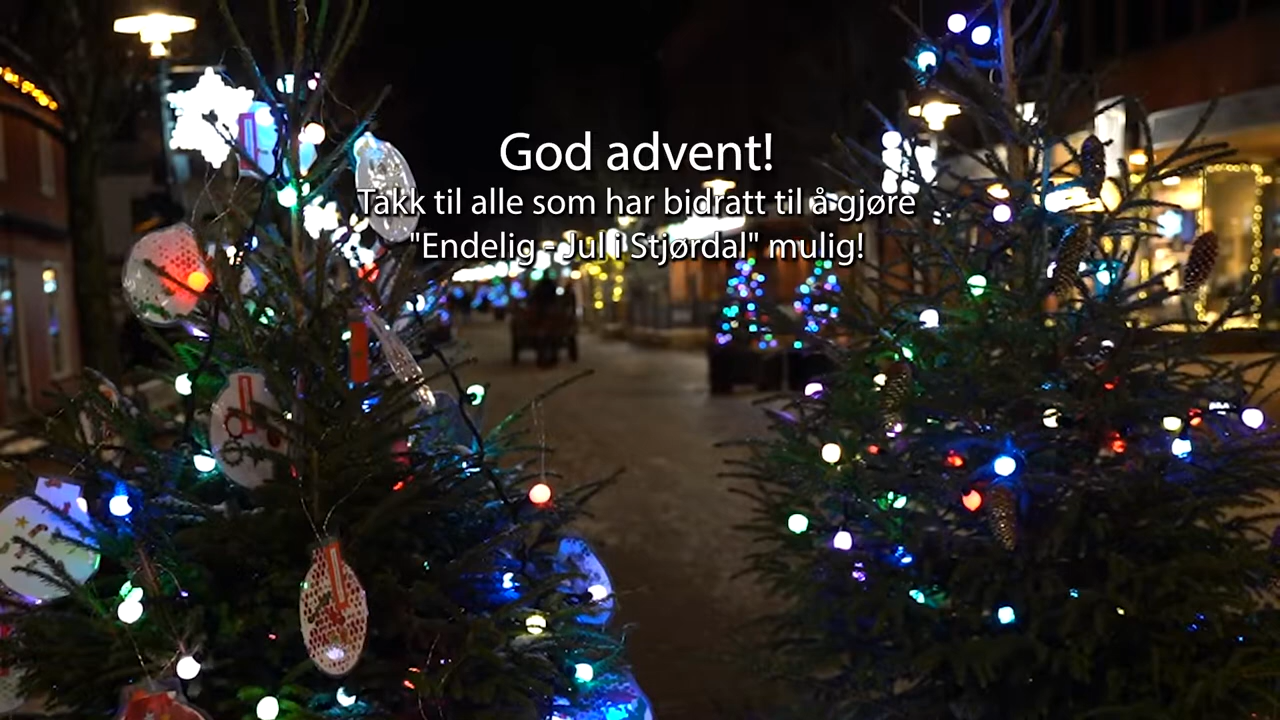 God advent!
Takk til alle som har bidratt til å gjøre
"Endelig - Jul i Stjørdal" mulig!